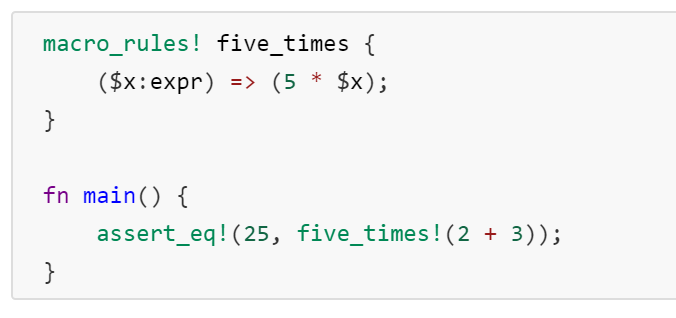 macro_rules! five_times {
    ($x:expr) => (5 * $x);
}

fn main() {
    assert_eq!(25, five_times!(2 + 3));
}